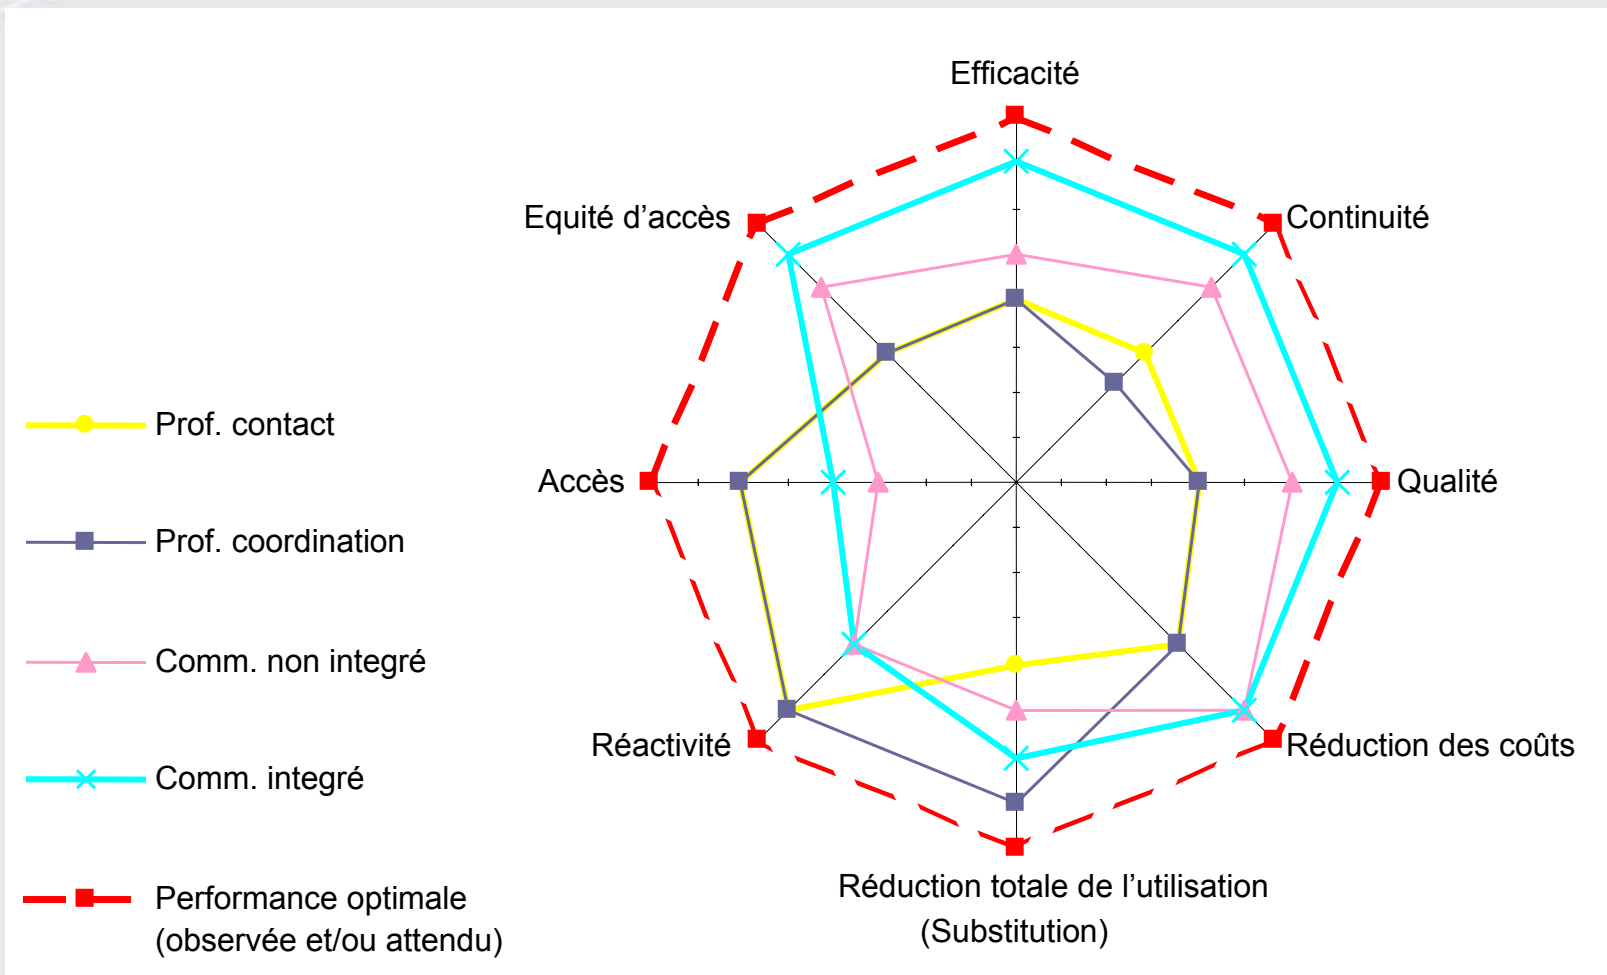 Efficacité
Equité d’accès
Continuité
Prof. contact
Accès
Qualité
Prof. coordination
Comm. non integré
Réactivité
Réduction des coûts
Comm. integré
Performance optimale
(observée et/ou attendu)
Réduction totale de l’utilisation
(Substitution)